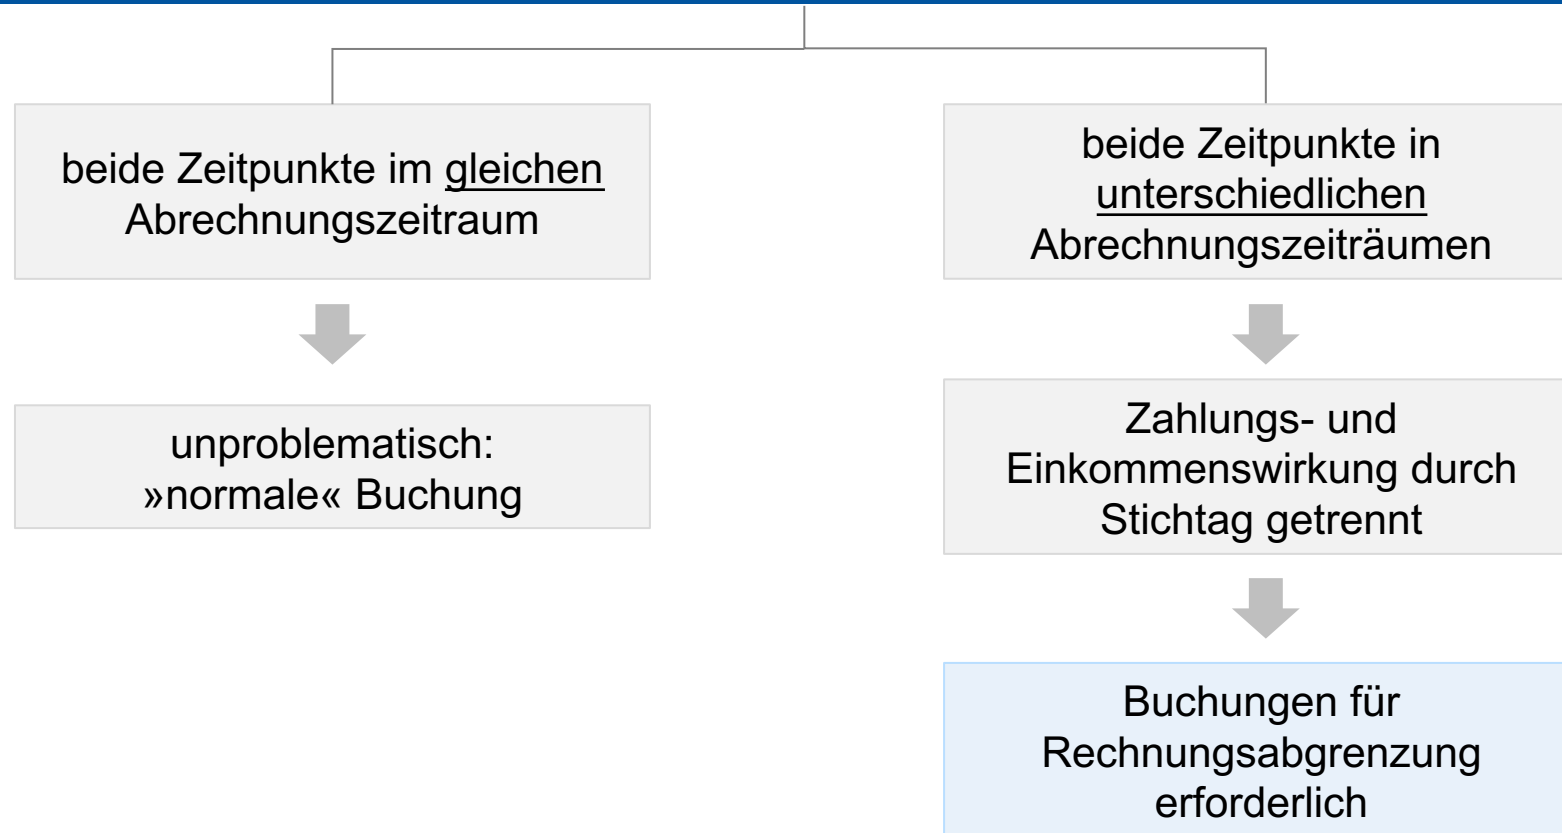 beide Zeitpunkte im gleichen
Abrechnungszeitraum
unproblematisch:
»normale« Buchung
beide Zeitpunkte in
unterschiedlichen
Abrechnungszeiträumen
Zahlungs- und
Einkommenswirkung durch
Stichtag getrennt
Buchungen für
Rechnungsabgrenzung
erforderlich